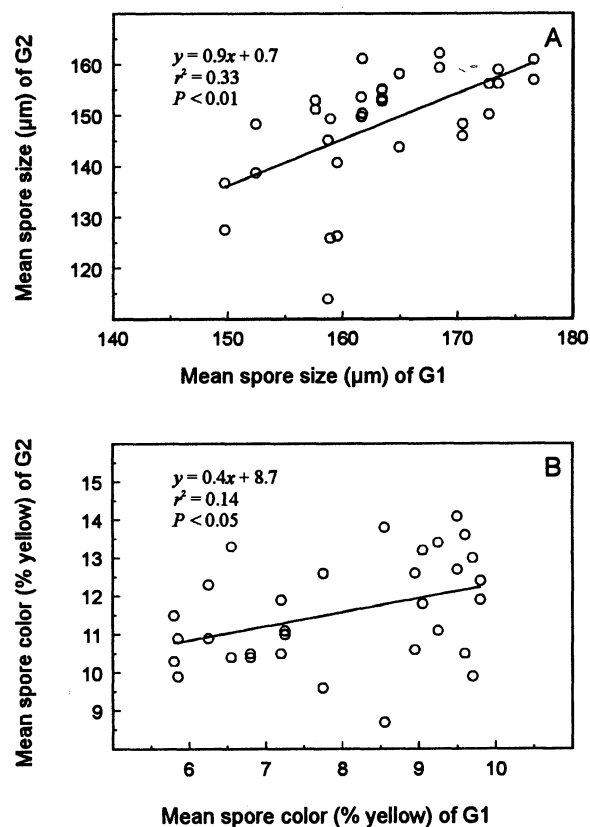 A
y = 0.9x + 0.7
r² = 0.33
P < 0.01
Mean spore size (µm) of G2
160
150
140
130
120
140
150
160
170
180
Mean spore size (µm) of G1
B
y = 0.4x + 8.7
r² = 0.14
P < 0.05
Mean spore color (% yellow) of G2
15
14
13
12
11
10
9
6
7
8
9
10
Mean spore color (% yellow) of G1